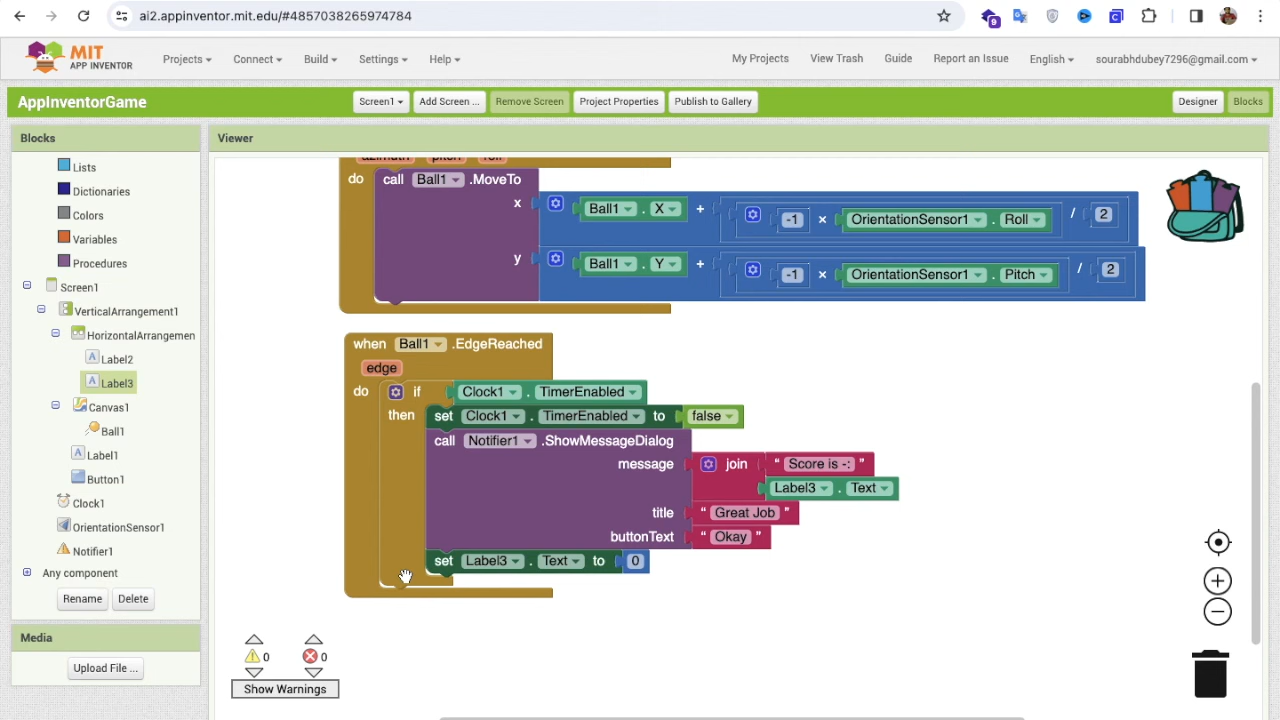 ai2.appinventor.mit.edu/#4857038265974784
9
MIT
APP INVENTOR
Projects
Connect
Build
Settings
Help
My Projects
View Trash
Guide
Report an Issue
English
sourabhdubey7296@gmail.com
AppInventorGame
Screen1
Add Screen ...
Remove Screen
Project Properties
Publish to Gallery
Designer
Blocks
Blocks
Viewer
Lists
Dictionaries
Colors
Variables
Procedures
Screen1
VerticalArrangement1
HorizontalArrangemen
Label2
Label3
Canvas1
Ball1
Label1
Button1
Clock1
OrientationSensor1
Notifier1
Any component
Rename
Delete
Media
Upload File ...
azimuth pitch roll
do call Ball1 .MoveTo
x Ball1 . X + -1 × OrientationSensor1 . Roll / 2
y Ball1 . Y + -1 × OrientationSensor1 . Pitch / 2
when Ball1 .EdgeReached
edge
do if Clock1 . TimerEnabled
then set Clock1 . TimerEnabled to false
call Notifier1 .ShowMessageDialog
message join " Score is -: "
Label3 . Text
title " Great Job "
buttonText " Okay "
set Label3 . Text to 0
0 0
Show Warnings